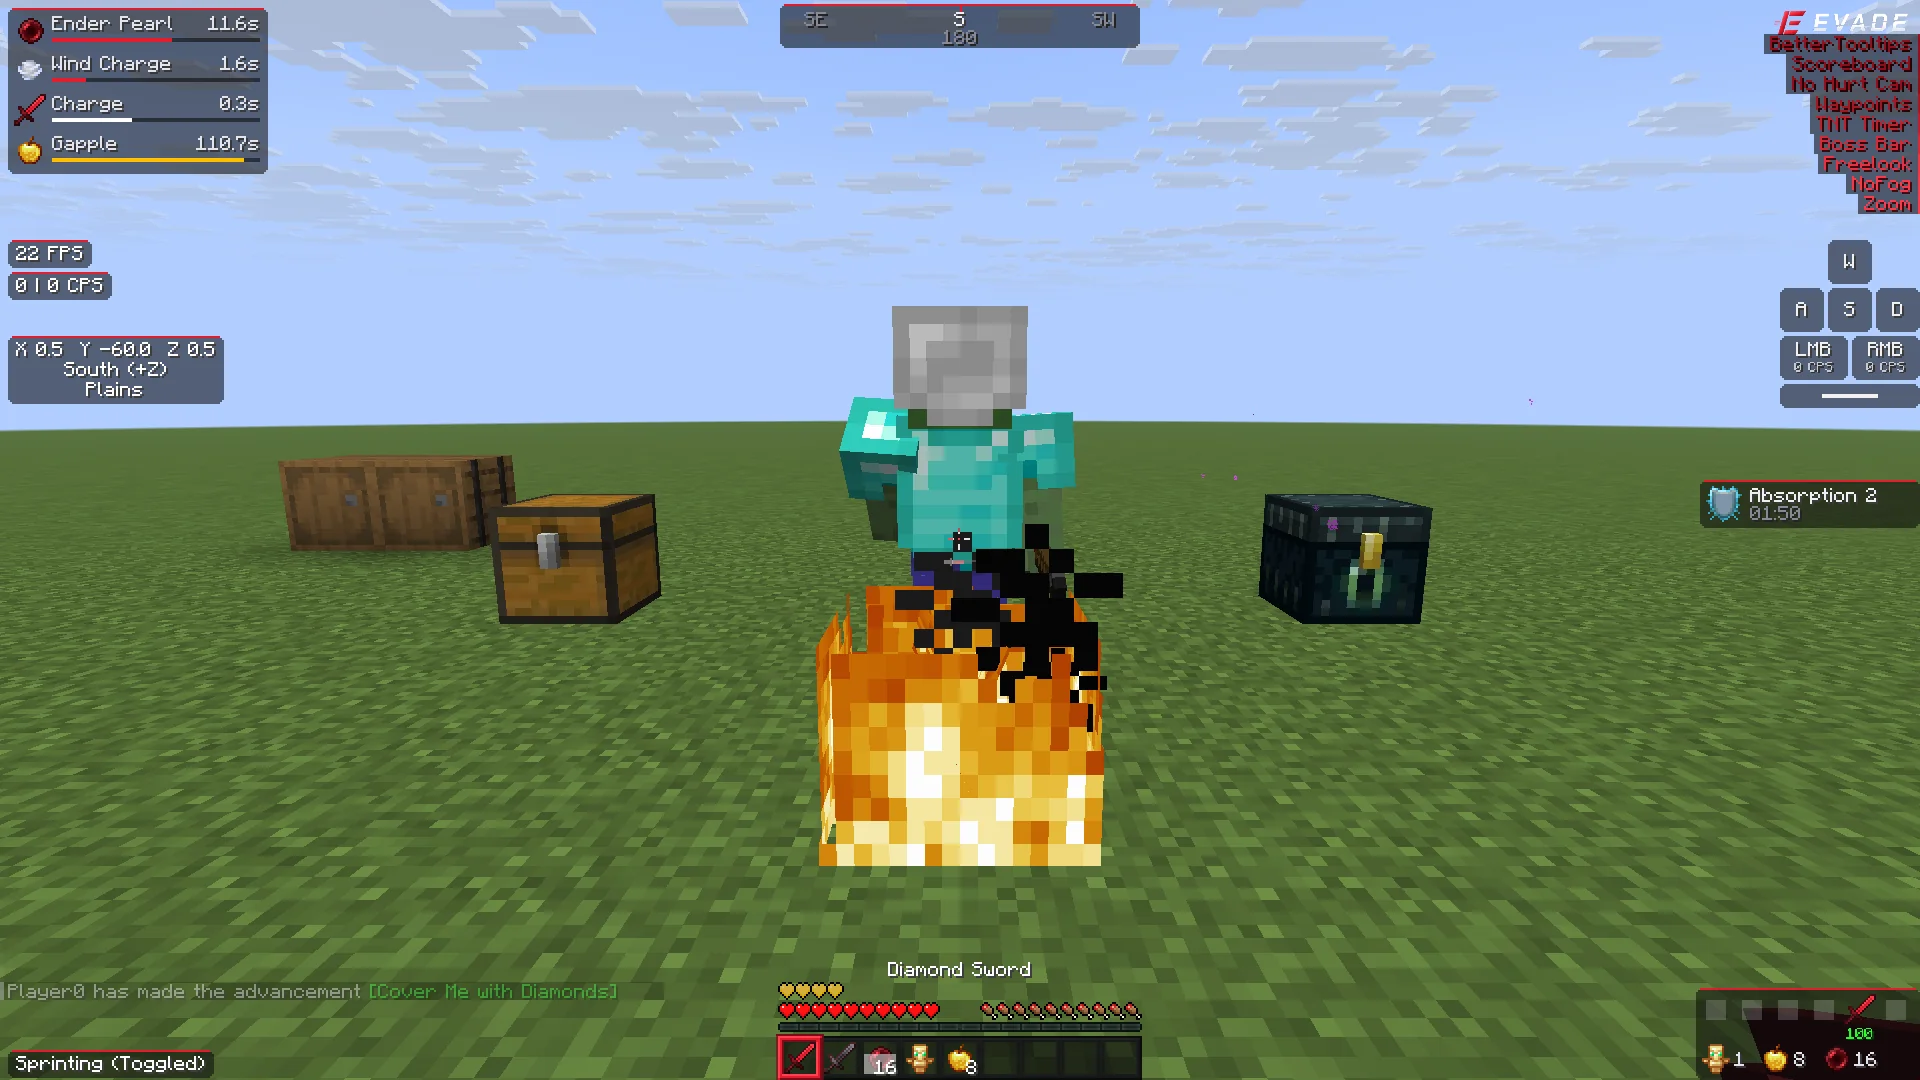 Ender Pearl 11.6s
Wind Charge 1.6s
Charge 0.3s
Gapple 110.7s
SE S SW
180
EVADE
Better Tooltips
Scoreboard
No Hurt Cam
Waypoints
TNT Timer
Boss Bar
Freelook
NoFog
Zoom
22 FPS
0 | 0 CPS
W
A S D
LMB RMB
0 CPS 0 CPS
X 0.5 Y -60.0 Z 0.5
South (+Z)
Plains
Absorption 2
01:50
Diamond Sword
Player0 has made the advancement [Cover Me with Diamonds]
Sprinting (Toggled)
16 8
100
1 8 16